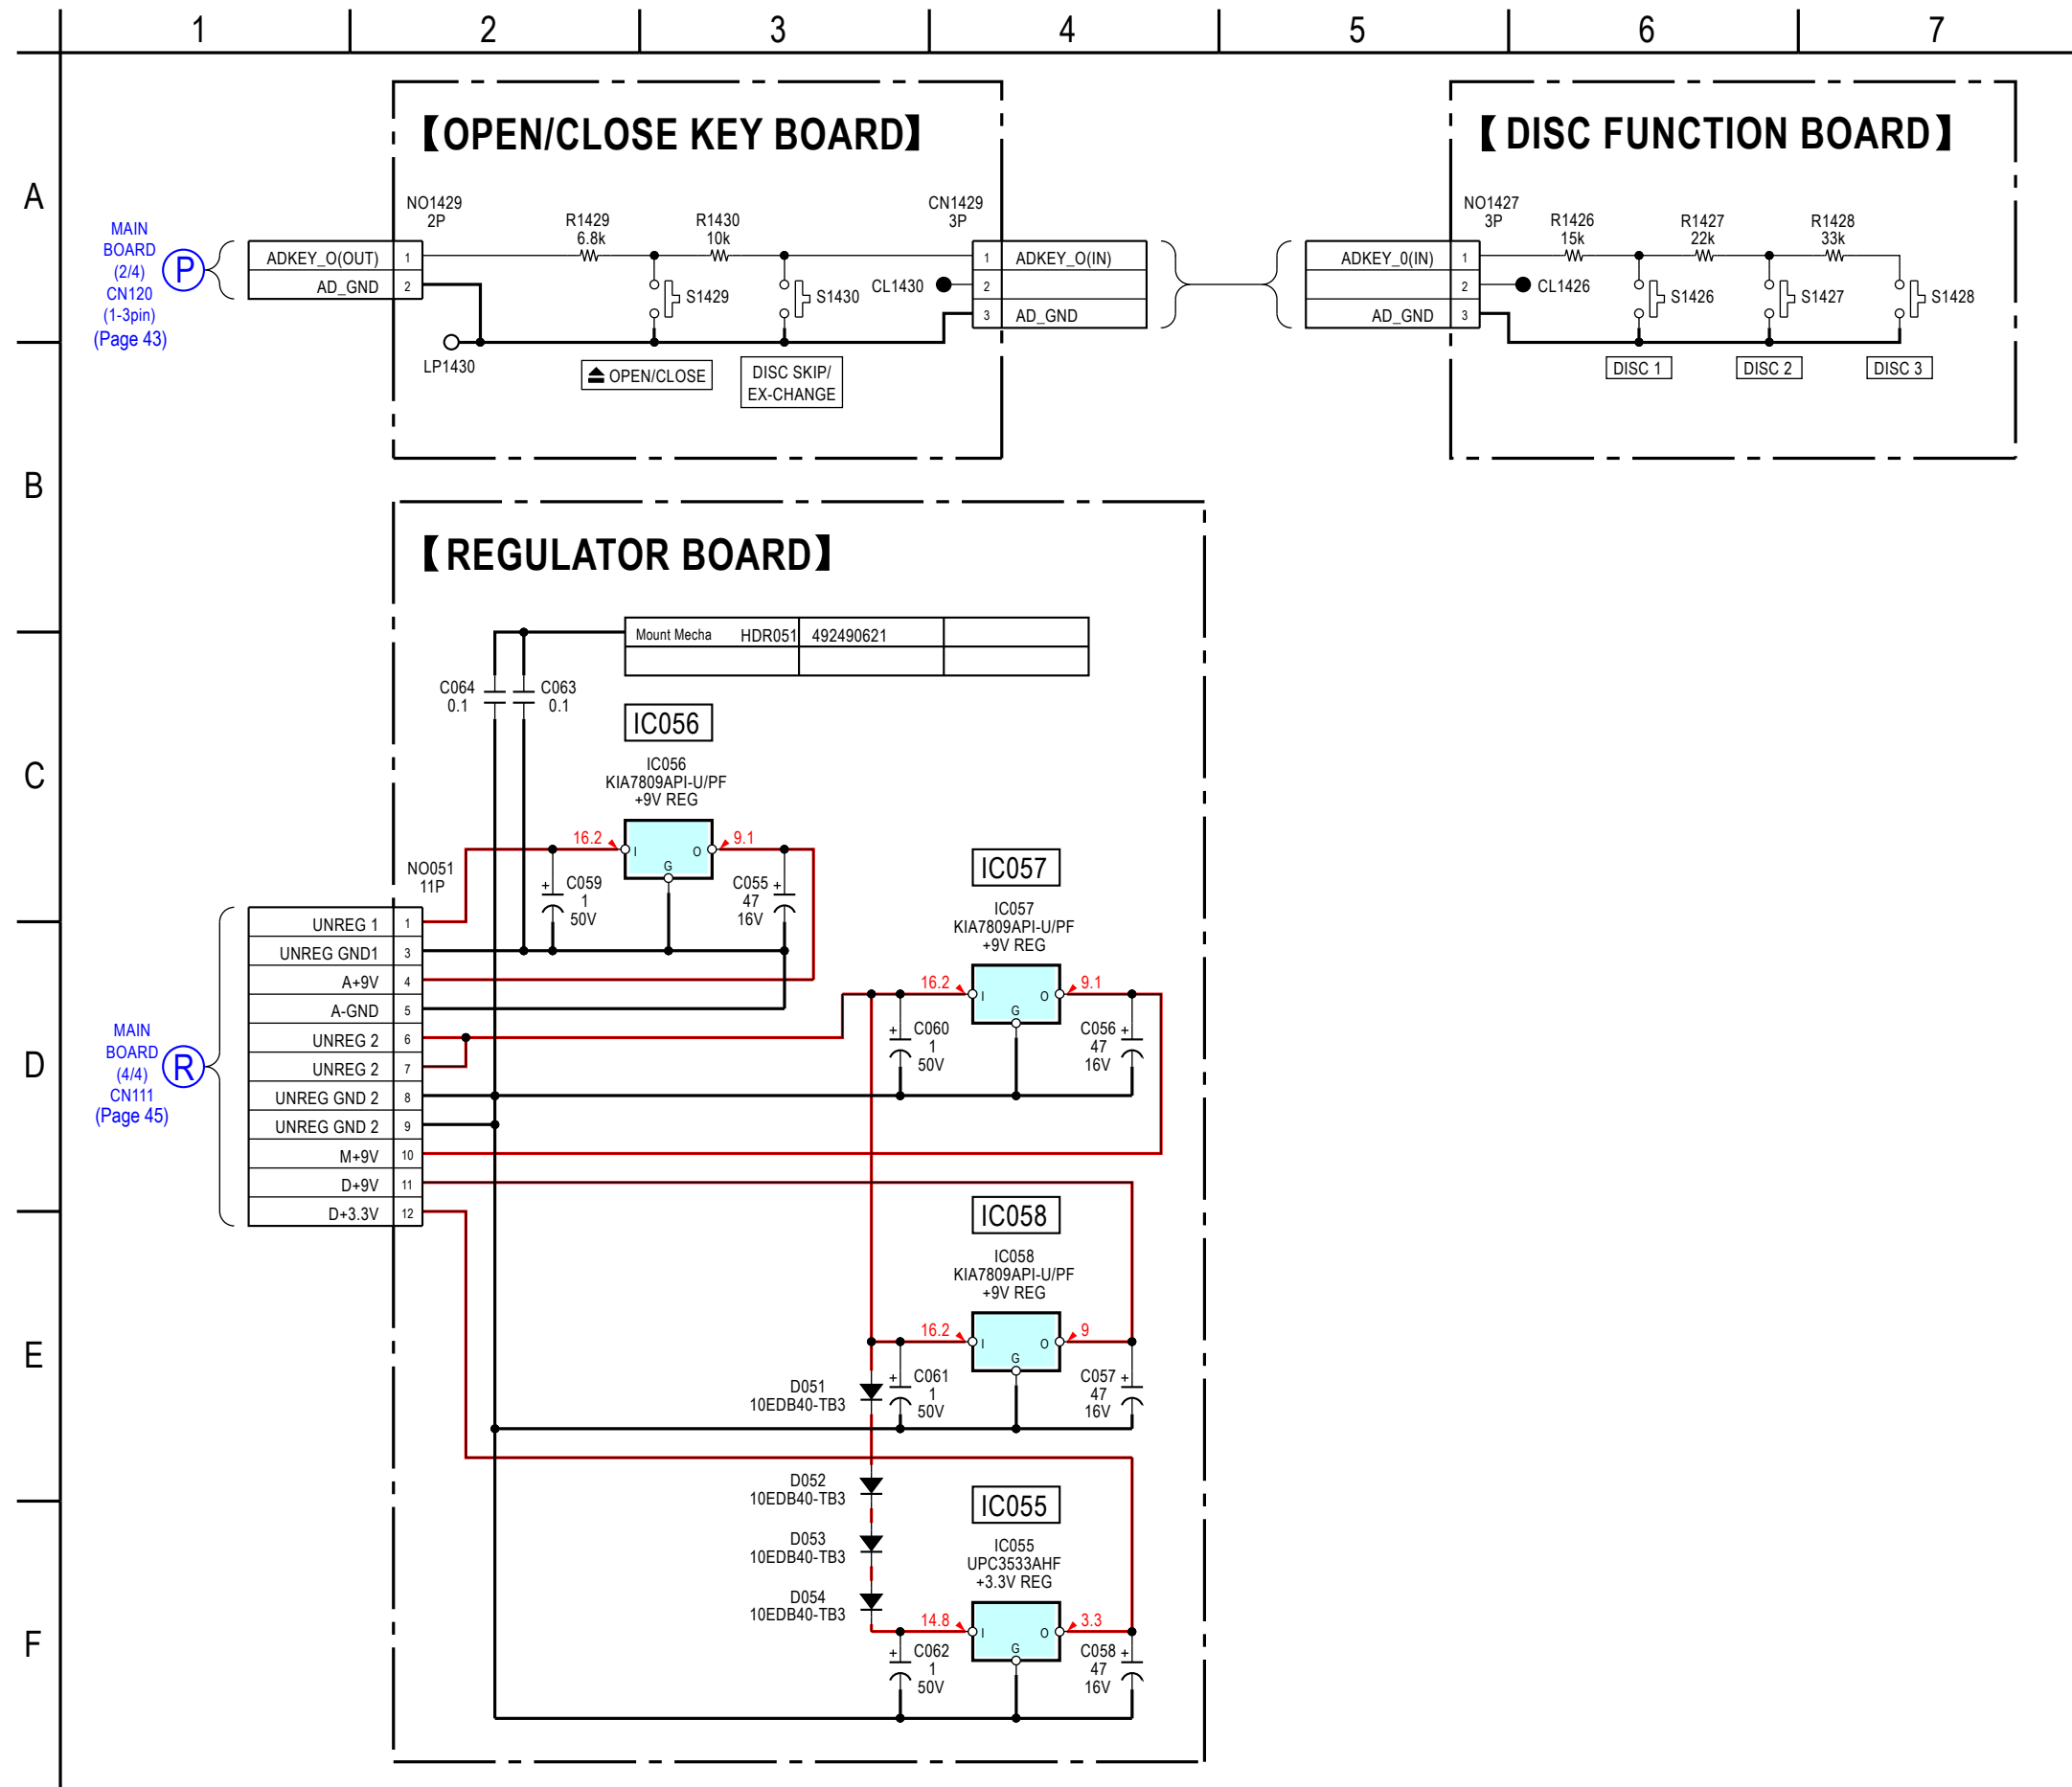 1 2 3 4 5 6 7
A
B
C
D
E
F
【OPEN/CLOSE KEY BOARD】
MAIN
BOARD
(2/4)
CN120
(1-3pin)
(Page 43)
P
NO1429
2P
ADKEY_O(OUT) 1
AD_GND 2
R1429
6.8k
R1430
10k
S1429
S1430
LP1430
⏏ OPEN/CLOSE
DISC SKIP/
EX-CHANGE
CN1429
3P
CL1430
1 ADKEY_O(IN)
2
3 AD_GND
【DISC FUNCTION BOARD】
NO1427
3P
ADKEY_0(IN) 1
2
AD_GND 3
CL1426
R1426
15k
R1427
22k
R1428
33k
S1426
S1427
S1428
DISC 1
DISC 2
DISC 3
【REGULATOR BOARD】
Mount Mecha HDR051 492490621
C064
0.1
C063
0.1
IC056
IC056
KIA7809API-U/PF
+9V REG
16.2
I
G
O
9.1
C059
1
50V
C055
47
16V
NO051
11P
MAIN
BOARD
(4/4)
CN111
(Page 45)
R
UNREG 1 1
UNREG GND1 3
A+9V 4
A-GND 5
UNREG 2 6
UNREG 2 7
UNREG GND 2 8
UNREG GND 2 9
M+9V 10
D+9V 11
D+3.3V 12
IC057
IC057
KIA7809API-U/PF
+9V REG
16.2
I
G
O
9.1
C060
1
50V
C056
47
16V
IC058
IC058
KIA7809API-U/PF
+9V REG
16.2
I
G
O
9
C061
1
50V
C057
47
16V
D051
10EDB40-TB3
D052
10EDB40-TB3
D053
10EDB40-TB3
D054
10EDB40-TB3
IC055
IC055
UPC3533AHF
+3.3V REG
14.8
I
G
O
3.3
C062
1
50V
C058
47
16V